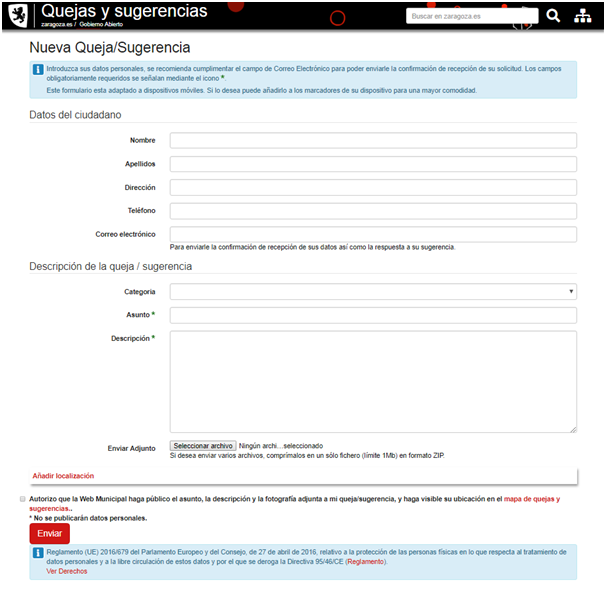 Quejas y sugerencias
zaragoza.es / Gobierno Abierto
Buscar en zaragoza.es
Nueva Queja/Sugerencia
Introduzca sus datos personales, se recomienda cumplimentar el campo de Correo Electrónico para poder enviarle la confirmación de recepción de su solicitud. Los campos
obligatoriamente requeridos se señalan mediante el icono *.
Este formulario esta adaptado a dispositivos móviles. Si lo desea puede añadirlo a los marcadores de su dispositivo para una mayor comodidad.
Datos del ciudadano
Nombre
Apellidos
Dirección
Teléfono
Correo electrónico
Para enviarle la confirmación de recepción de sus datos así como la respuesta a su sugerencia.
Descripción de la queja / sugerencia
Categoria
Asunto *
Descripción *
Enviar Adjunto
Seleccionar archivo Ningún archi...seleccionado
Si desea enviar varios archivos, comprímalos en un sólo fichero (límite 1Mb) en formato ZIP.
Añadir localización
Autorizo que la Web Municipal haga público el asunto, la descripción y la fotografía adjunta a mi queja/sugerencia, y haga visible su ubicación en el mapa de quejas y
sugerencias..
* No se publicarán datos personales.
Enviar
Reglamento (UE) 2016/679 del Parlamento Europeo y del Consejo, de 27 de abril de 2016, relativo a la protección de las personas físicas en lo que respecta al tratamiento de
datos personales y a la libre circulación de estos datos y por el que se deroga la Directiva 95/46/CE (Reglamento).
Ver Derechos